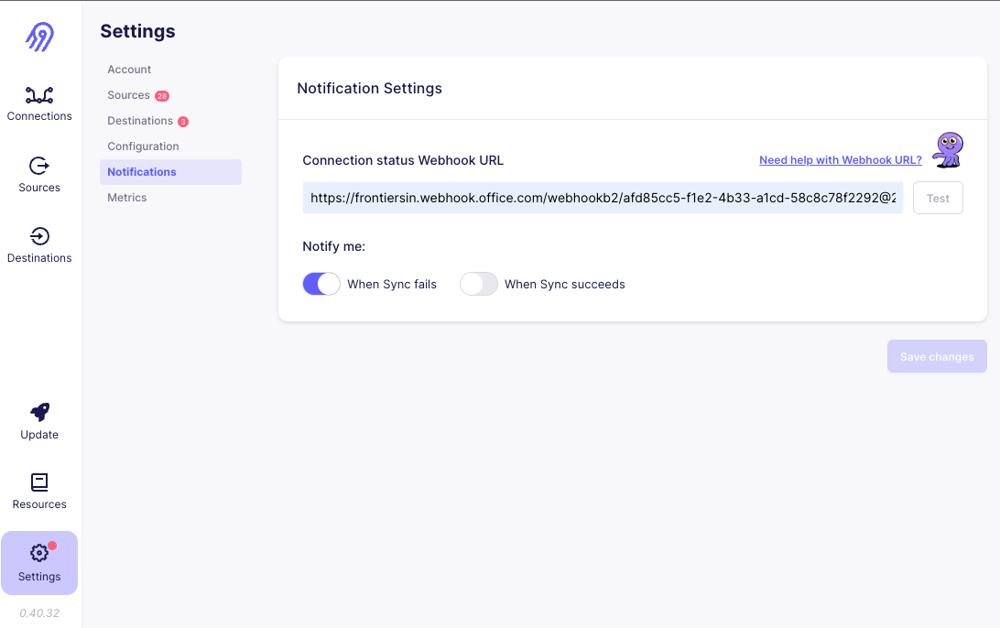 Settings
Connections
Sources
Destinations
Update
Resources
Settings
0.40.32
Account
Sources 28
Destinations 3
Configuration
Notifications
Metrics
Notification Settings
Connection status Webhook URL
Need help with Webhook URL?
https://frontiersin.webhook.office.com/webhookb2/afd85cc5-f1e2-4b33-a1cd-58c8c78f2292@2
Test
Notify me:
When Sync fails
When Sync succeeds
Save changes